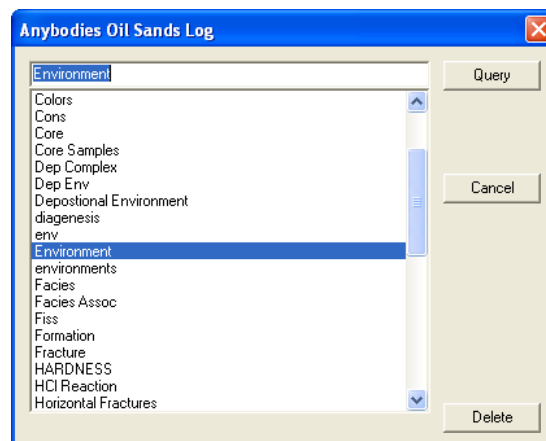 Anybodies Oil Sands Log
Environment
Query
Colors
Cons
Core
Core Samples
Dep Complex
Dep Env
Depostional Environment
diagenesis
env
Environment
environments
Facies
Facies Assoc
Fiss
Formation
Fracture
HARDNESS
HCl Reaction
Horizontal Fractures
Cancel
Delete